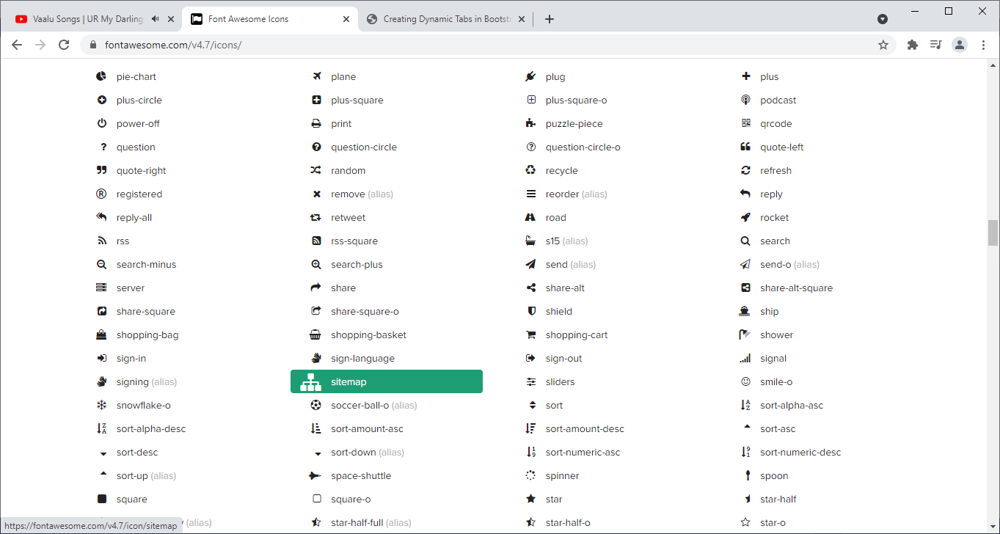 Vaalu Songs | UR My Darling
Font Awesome Icons
Creating Dynamic Tabs in Bootstr
fontawesome.com/v4.7/icons/
pie-chart plane plug plus
plus-circle plus-square plus-square-o podcast
power-off print puzzle-piece qrcode
question question-circle question-circle-o quote-left
quote-right random recycle refresh
registered remove (alias) reorder (alias) reply
reply-all retweet road rocket
rss rss-square s15 (alias) search
search-minus search-plus send (alias) send-o (alias)
server share share-alt share-alt-square
share-square share-square-o shield ship
shopping-bag shopping-basket shopping-cart shower
sign-in sign-language sign-out signal
signing (alias) sitemap sliders smile-o
snowflake-o soccer-ball-o (alias) sort sort-alpha-asc
sort-alpha-desc sort-amount-asc sort-amount-desc sort-asc
sort-desc sort-down (alias) sort-numeric-asc sort-numeric-desc
sort-up (alias) space-shuttle spinner spoon
square square-o star star-half
(alias) star-half-full (alias) star-half-o star-o
https://fontawesome.com/v4.7/icon/sitemap